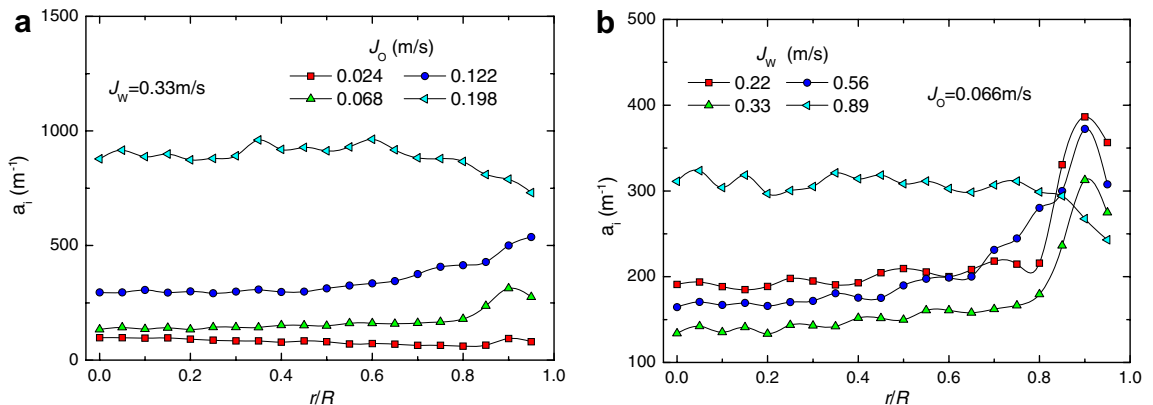 a
1500
1000
500
0
a_i (m⁻¹)
J_W=0.33m/s
J_O (m/s)
0.024 0.122
0.068 0.198
0.0 0.2 0.4 0.6 0.8 1.0
r/R
b
500
400
300
200
100
a_i (m⁻¹)
J_W (m/s)
0.22 0.56
0.33 0.89
J_O=0.066m/s
0.0 0.2 0.4 0.6 0.8 1.0
r/R